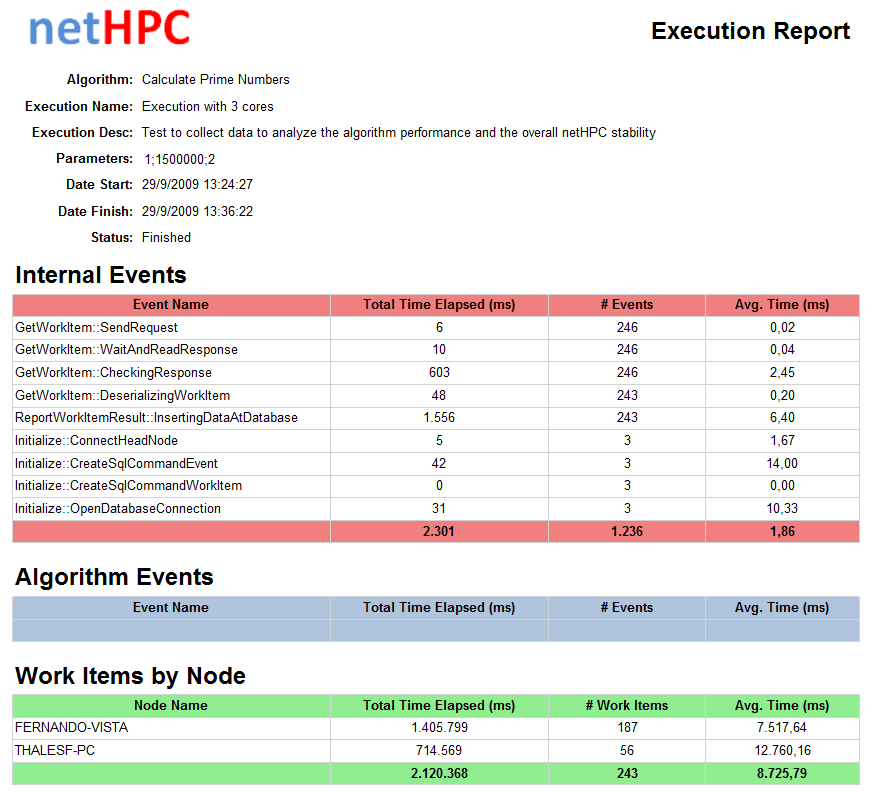 netHPC
Execution Report
Algorithm: Calculate Prime Numbers
Execution Name: Execution with 3 cores
Execution Desc: Test to collect data to analyze the algorithm performance and the overall netHPC stability
Parameters: 1;1500000;2
Date Start: 29/9/2009 13:24:27
Date Finish: 29/9/2009 13:36:22
Status: Finished
Internal Events
Event Name Total Time Elapsed (ms) # Events Avg. Time (ms)
GetWorkItem::SendRequest 6 246 0,02
GetWorkItem::WaitAndReadResponse 10 246 0,04
GetWorkItem::CheckingResponse 603 246 2,45
GetWorkItem::DeserializingWorkItem 48 243 0,20
ReportWorkItemResult::InsertingDataAtDatabase 1.556 243 6,40
Initialize::ConnectHeadNode 5 3 1,67
Initialize::CreateSqlCommandEvent 42 3 14,00
Initialize::CreateSqlCommandWorkItem 0 3 0,00
Initialize::OpenDatabaseConnection 31 3 10,33
2.301 1.236 1,86
Algorithm Events
Event Name Total Time Elapsed (ms) # Events Avg. Time (ms)
Work Items by Node
Node Name Total Time Elapsed (ms) # Work Items Avg. Time (ms)
FERNANDO-VISTA 1.405.799 187 7.517,64
THALESF-PC 714.569 56 12.760,16
2.120.368 243 8.725,79